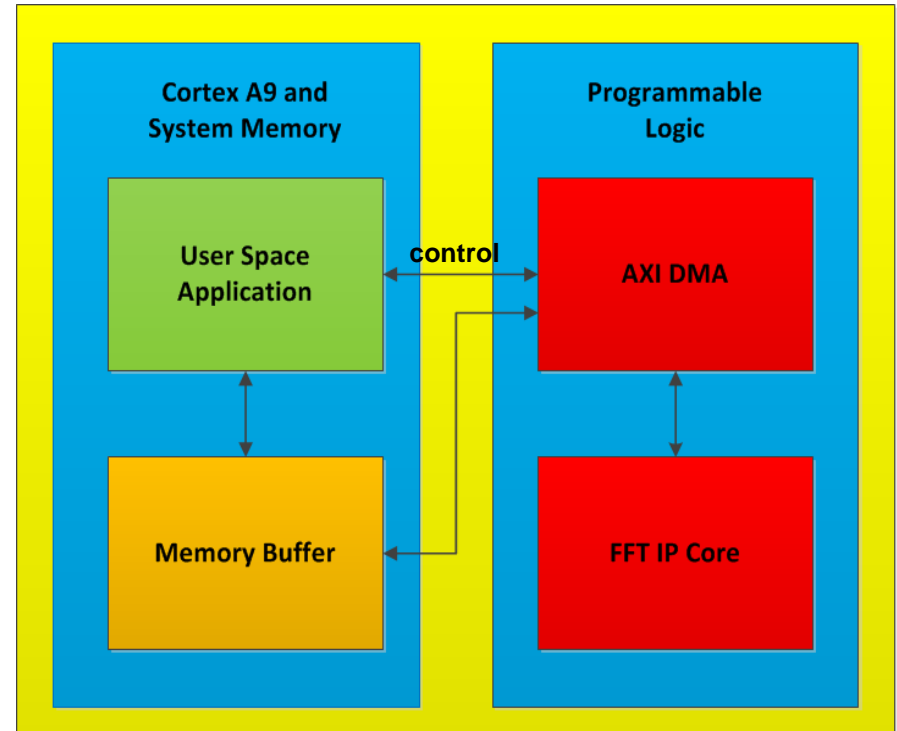 Cortex A9 and
System Memory
Programmable
Logic
User Space
Application
control
AXI DMA
Memory Buffer
FFT IP Core